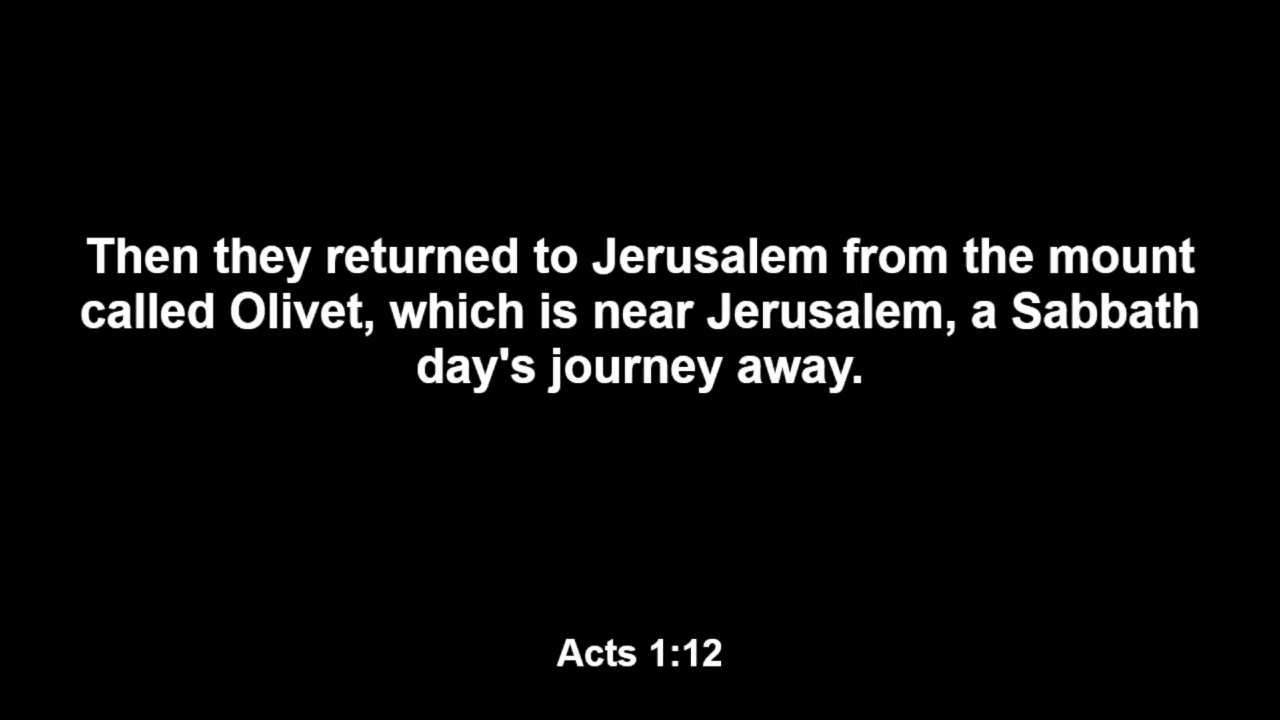 Then they returned to Jerusalem from the mount
called Olivet, which is near Jerusalem, a Sabbath
day's journey away.
Acts 1:12